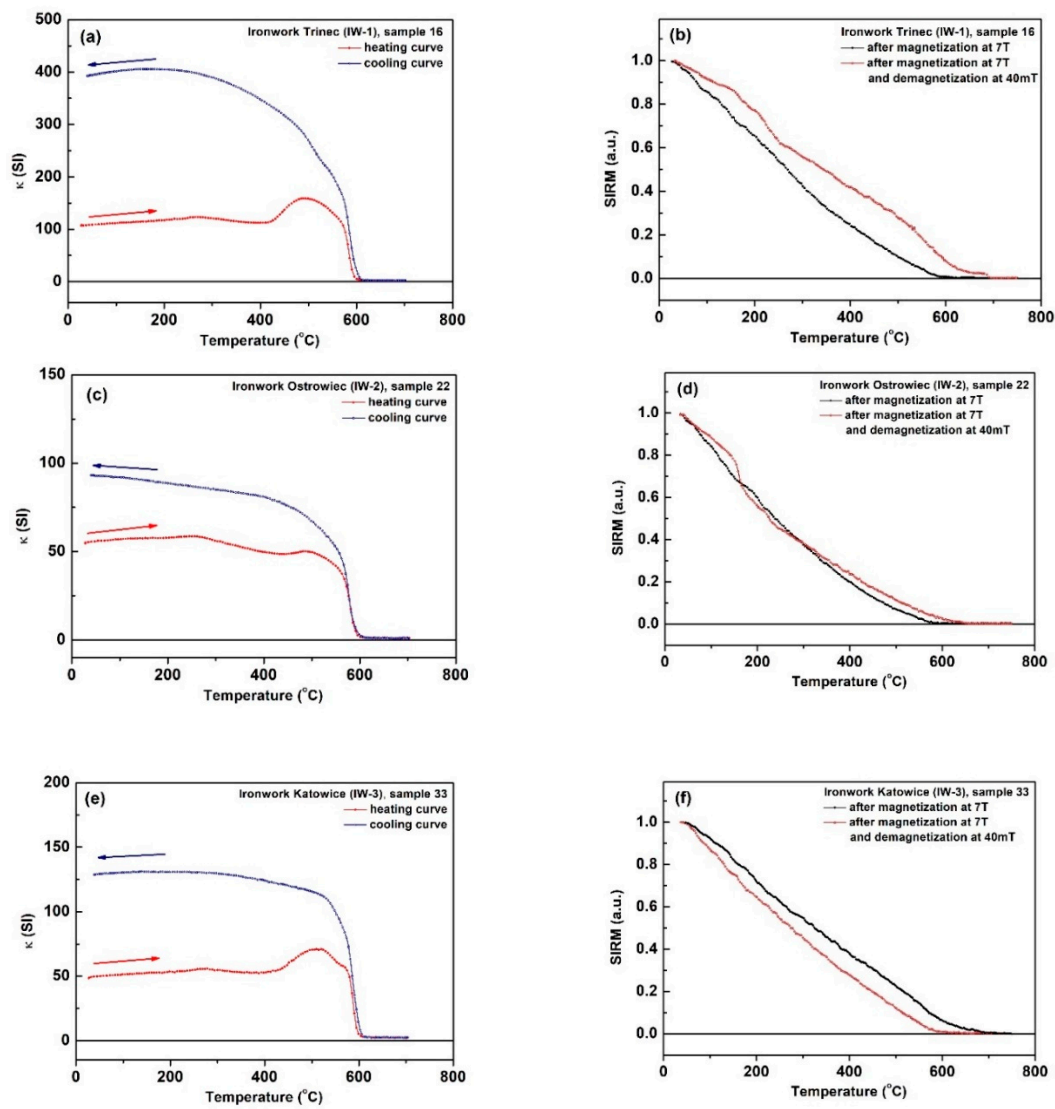 (a)
Ironwork Trinec (IW-1), sample 16
heating curve
cooling curve
500
400
300
200
100
0
κ (SI)
0 200 400 600 800
Temperature (°C)
(b)
Ironwork Trinec (IW-1), sample 16
after magnetization at 7T
after magnetization at 7T
and demagnetization at 40mT
1.0
0.8
0.6
0.4
0.2
0.0
SIRM (a.u.)
0 200 400 600 800
Temperature (°C)
(c)
Ironwork Ostrowiec (IW-2), sample 22
heating curve
cooling curve
150
100
50
0
κ (SI)
0 200 400 600 800
Temperature (°C)
(d)
Ironwork Ostrowiec (IW-2), sample 22
after magnetization at 7T
after magnetization at 7T
and demagnetization at 40mT
1.0
0.8
0.6
0.4
0.2
0.0
SIRM (a.u.)
0 200 400 600 800
Temperature (°C)
(e)
Ironwork Katowice (IW-3), sample 33
heating curve
cooling curve
200
150
100
50
0
κ (SI)
0 200 400 600 800
Temperature (°C)
(f)
Ironwork Katowice (IW-3), sample 33
after magnetization at 7T
after magnetization at 7T
and demagnetization at 40mT
1.0
0.8
0.6
0.4
0.2
0.0
SIRM (a.u.)
0 200 400 600 800
Temperature (°C)